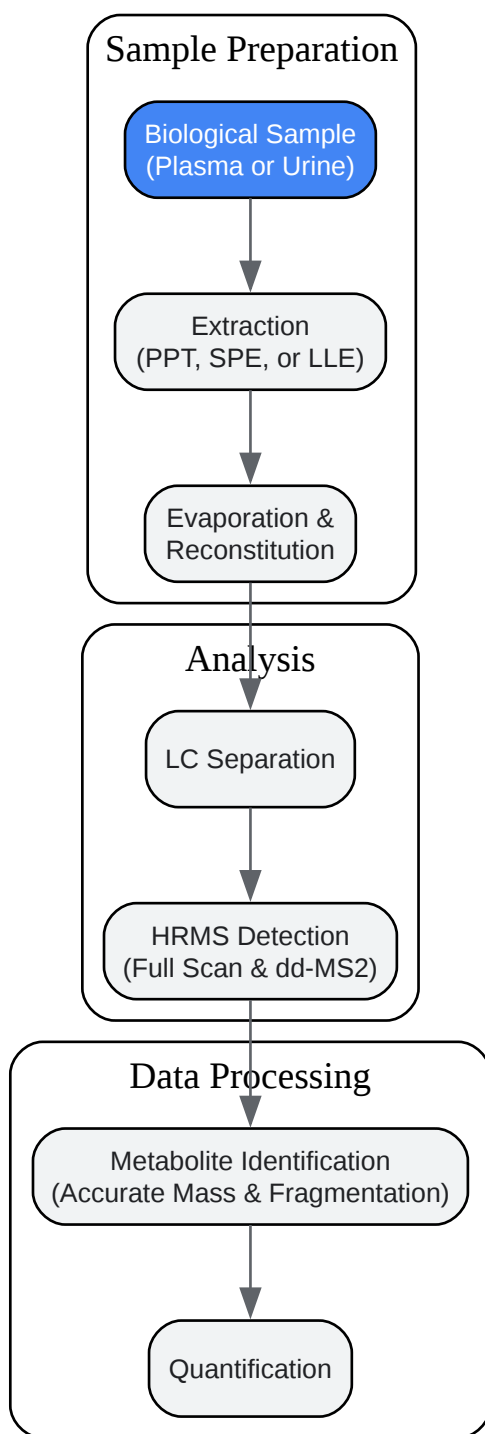 Sample Preparation
Biological Sample
(Plasma or Urine)
Extraction
(PPT, SPE, or LLE)
Evaporation &
Reconstitution
Analysis
LC Separation
HRMS Detection
(Full Scan & dd-MS2)
Data Processing
Metabolite Identification
(Accurate Mass & Fragmentation)
Quantification